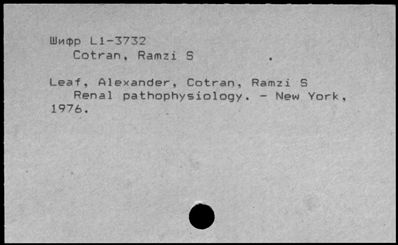 Шифр L1-3732
Cotran, Ramzi S
Leaf, Alexander, Cotran, Ramzi S
Renal pathophysiology. - New York,
1976.